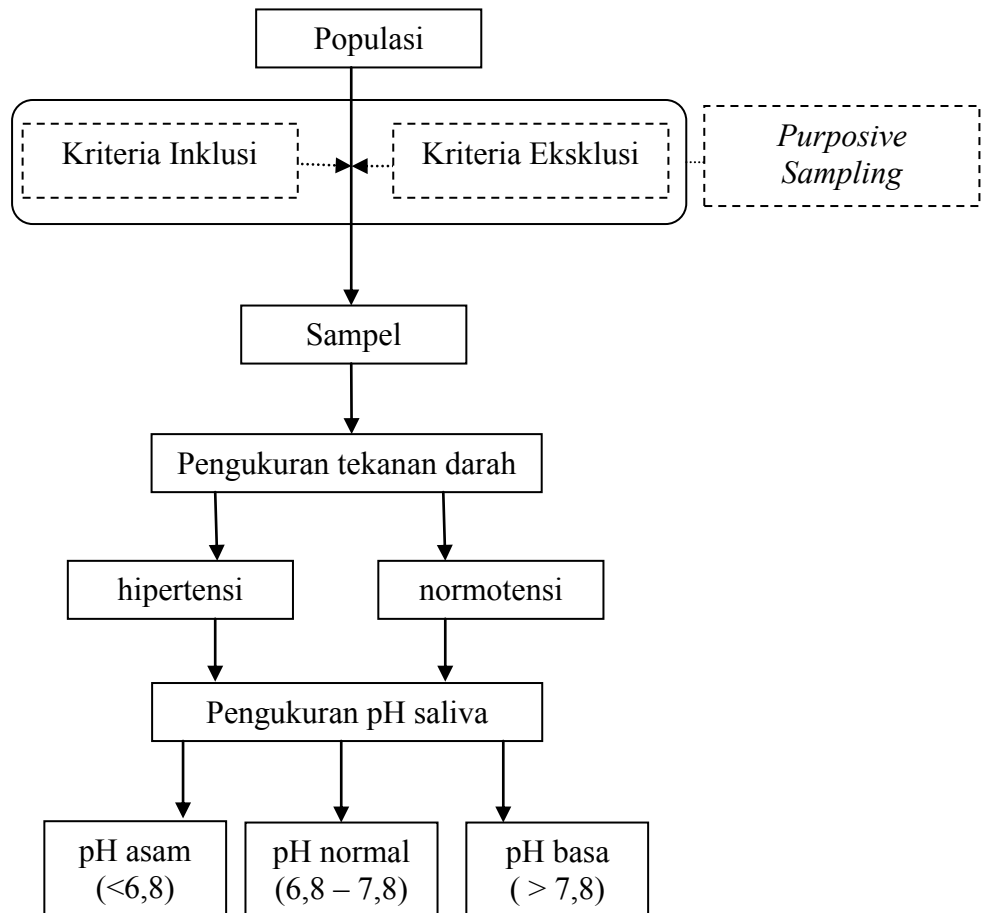 Populasi
Kriteria Inklusi
Kriteria Eksklusi
Purposive
Sampling
Sampel
Pengukuran tekanan darah
hipertensi
normotensi
Pengukuran pH saliva
pH asam
(<6,8)
pH normal
(6,8 – 7,8)
pH basa
( > 7,8)